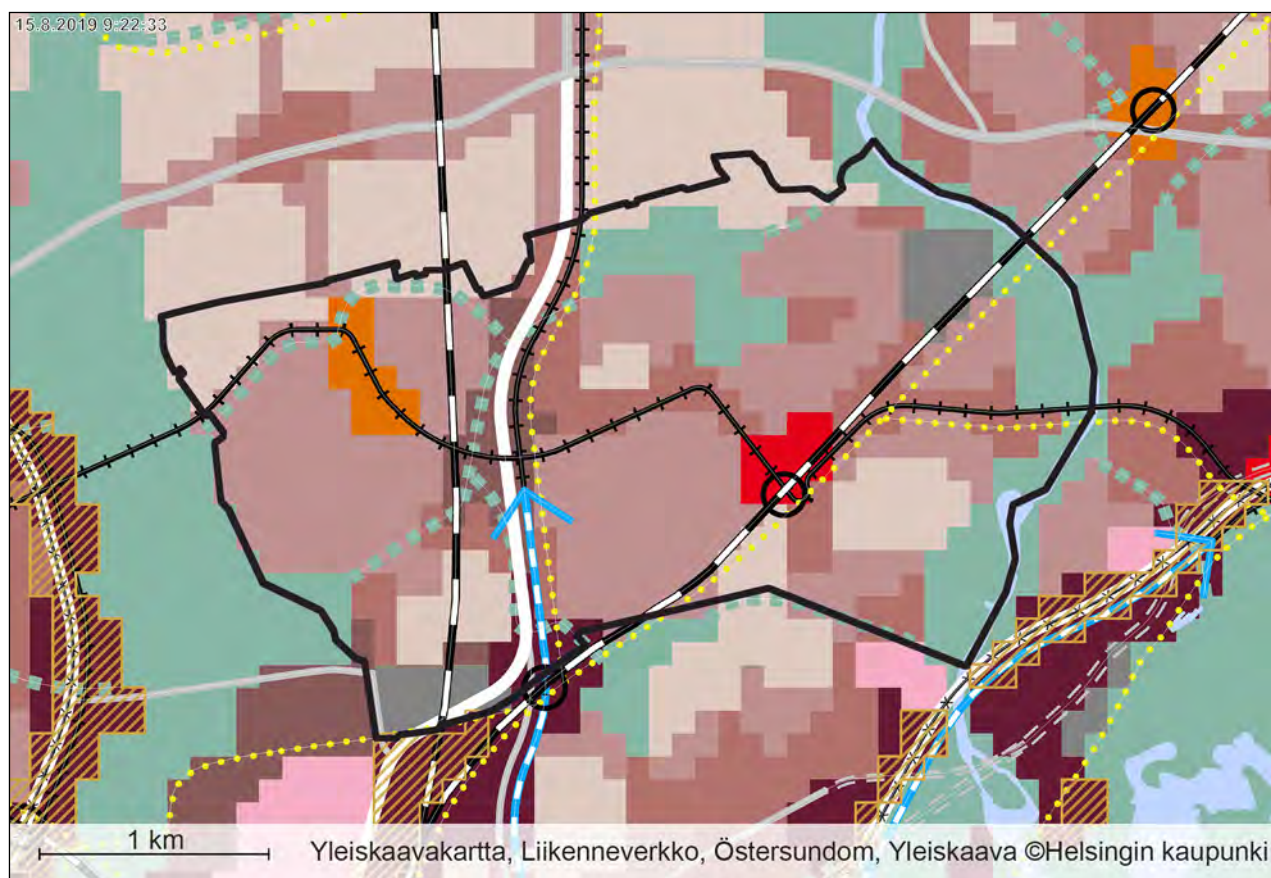 15.8.2019 9:22:33
1 km
Yleiskaavakartta, Liikenneverkko, Östersundom, Yleiskaava ©Helsingin kaupunki